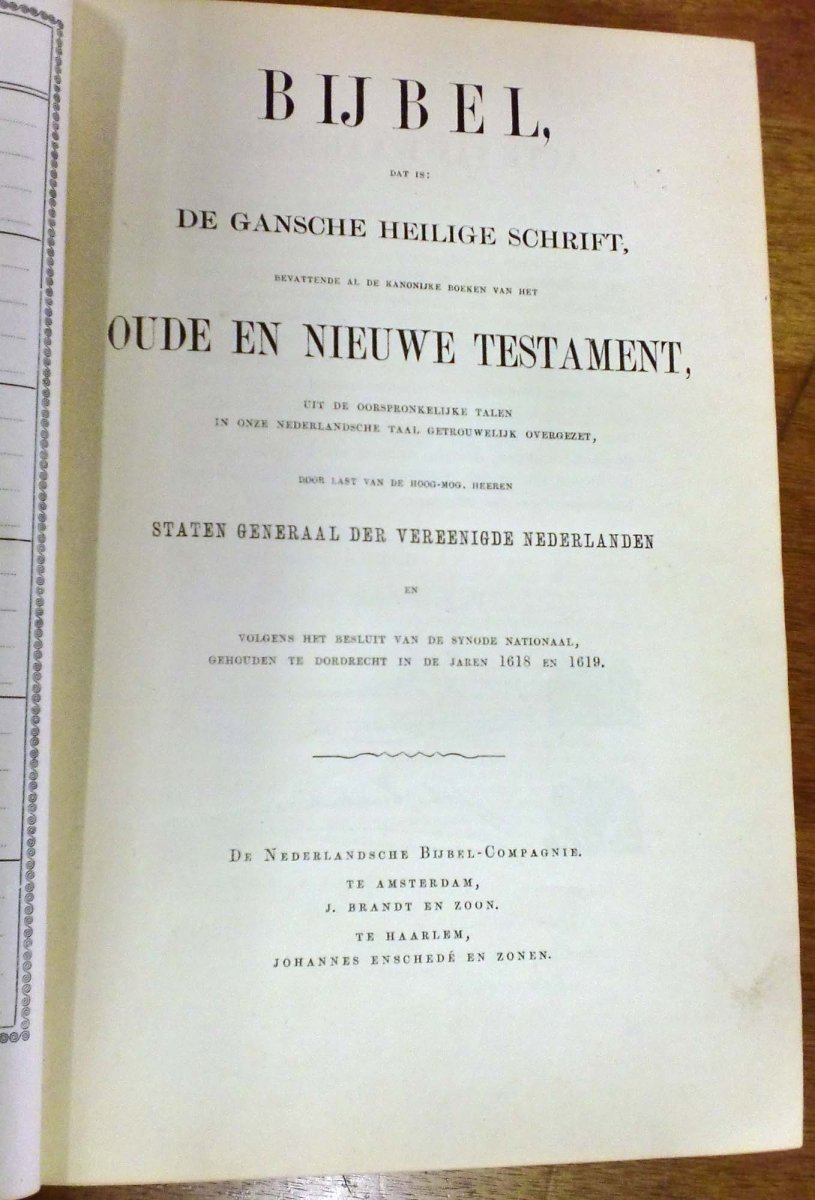 BIJBEL,
DAT IS:
DE GANSCHE HEILIGE SCHRIFT,
BEVATTENDE AL DE KANONIJKE BOEKEN VAN HET
OUDE EN NIEUWE TESTAMENT,
UIT DE OORSPRONKELIJKE TALEN
IN ONZE NEDERLANDSCHE TAAL GETROUWELIJK OVERGEZET,
DOOR LAST VAN DE HOOG-MOG. HEEREN
STATEN GENERAAL DER VEREENIGDE NEDERLANDEN
EN
VOLGENS HET BESLUIT VAN DE SYNODE NATIONAAL,
GEHOUDEN TE DORDRECHT IN DE JAREN 1618 EN 1619.
DE NEDERLANDSCHE BIJBEL-COMPAGNIE.
TE AMSTERDAM,
J. BRANDT EN ZOON.
TE HAARLEM,
JOHANNES ENSCHEDÉ EN ZONEN.